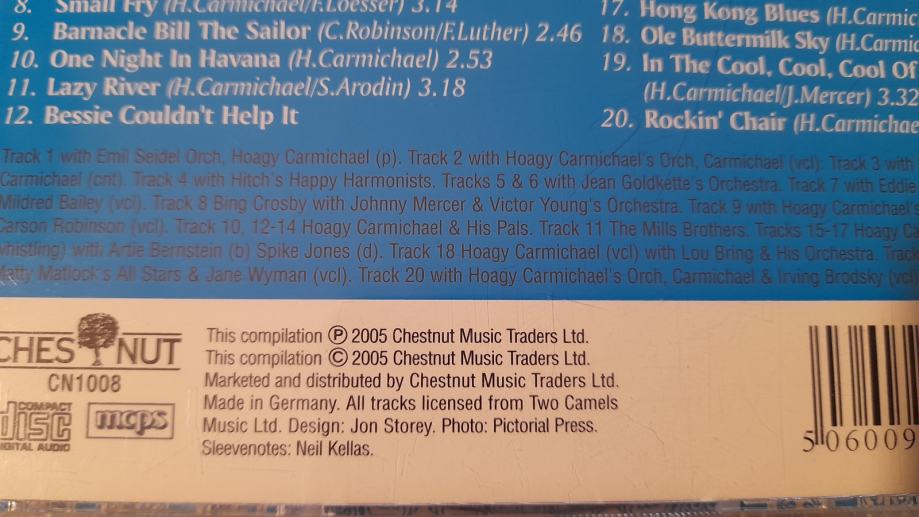 8. Small Fry (H.Carmichael/F.Loesser) 3.14
9. Barnacle Bill The Sailor (C.Robinson/F.Luther) 2.46
10. One Night In Havana (H.Carmichael) 2.53
11. Lazy River (H.Carmichael/S.Arodin) 3.18
12. Bessie Couldn't Help It
17. Hong Kong Blues (H.Carmic
18. Ole Buttermilk Sky (H.Carmic
19. In The Cool, Cool, Cool Of
(H.Carmichael/J.Mercer) 3.32
20. Rockin' Chair (H.Carmichae
Track 1 with Emil Seidel Orch, Hoagy Carmichael (p). Track 2 with Hoagy Carmichael's Orch, Carmichael (vcl). Track 3 with
Carmichael (cnt). Track 4 with Hitch's Happy Harmonists. Tracks 5 & 6 with Jean Goldkette's Orchestra. Track 7 with Eddie
Mildred Bailey (vcl). Track 8 Bing Crosby with Johnny Mercer & Victor Young's Orchestra. Track 9 with Hoagy Carmichael's
Carson Robinson (vcl). Track 10, 12-14 Hoagy Carmichael & His Pals. Track 11 The Mills Brothers. Tracks 15-17 Hoagy Ca
whistling) with Artie Bernstein (b) Spike Jones (d). Track 18 Hoagy Carmichael (vcl) with Lou Bring & His Orchestra. Track
Matty Matlock's All Stars & Jane Wyman (vcl). Track 20 with Hoagy Carmichael's Orch, Carmichael & Irving Brodsky (vcl)
CHESTNUT
CN1008
COMPACT
disc
DIGITAL AUDIO
mcps
This compilation Ⓟ 2005 Chestnut Music Traders Ltd.
This compilation © 2005 Chestnut Music Traders Ltd.
Marketed and distributed by Chestnut Music Traders Ltd.
Made in Germany. All tracks licensed from Two Camels
Music Ltd. Design: Jon Storey. Photo: Pictorial Press.
Sleevenotes: Neil Kellas.
5 06009